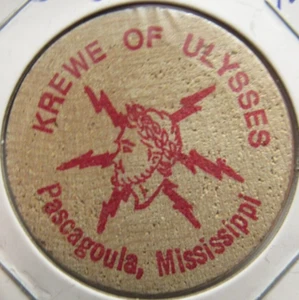 KREWE OF ULYSSES
Pascagoula, Mississippi